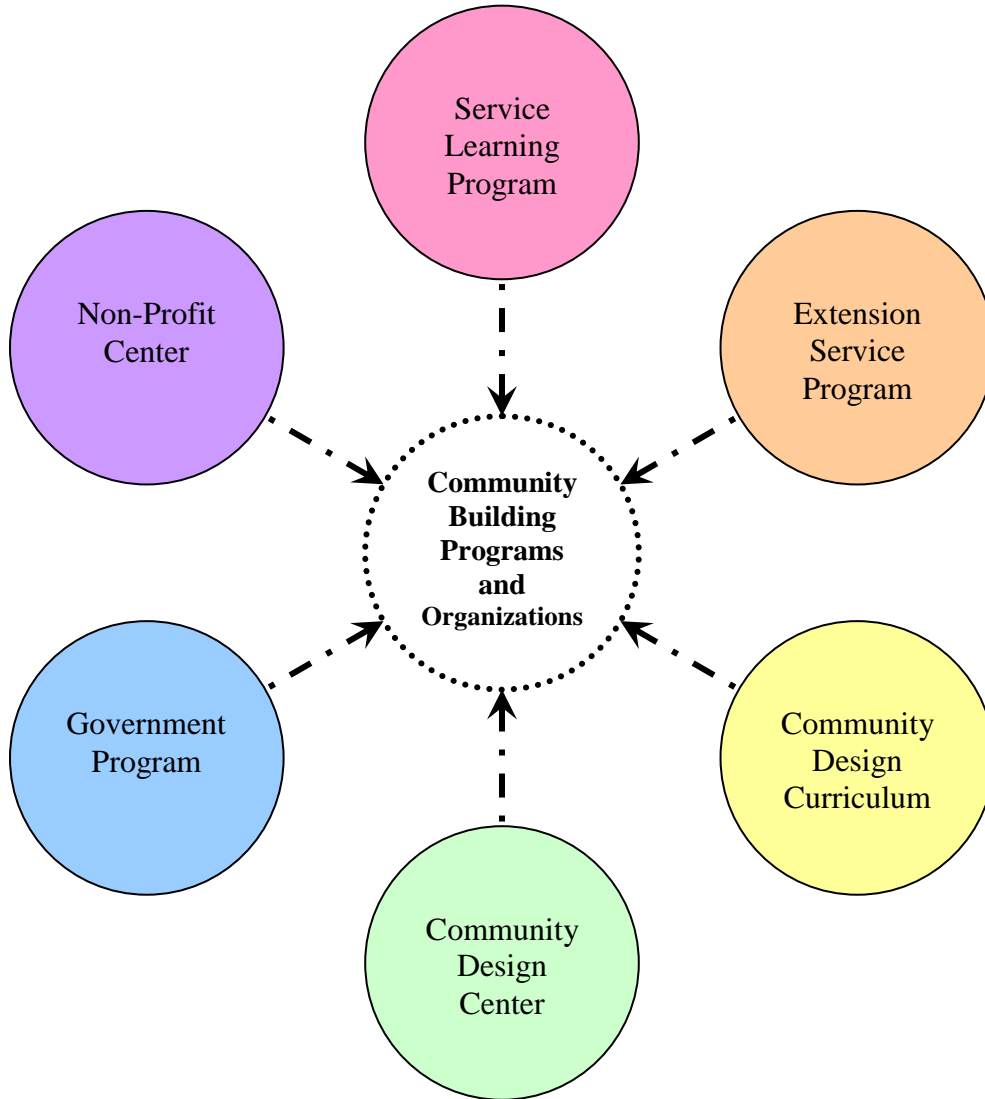 Service
Learning
Program
Non-Profit
Center
Extension
Service
Program
Community
Building
Programs
and
Organizations
Government
Program
Community
Design
Curriculum
Community
Design
Center